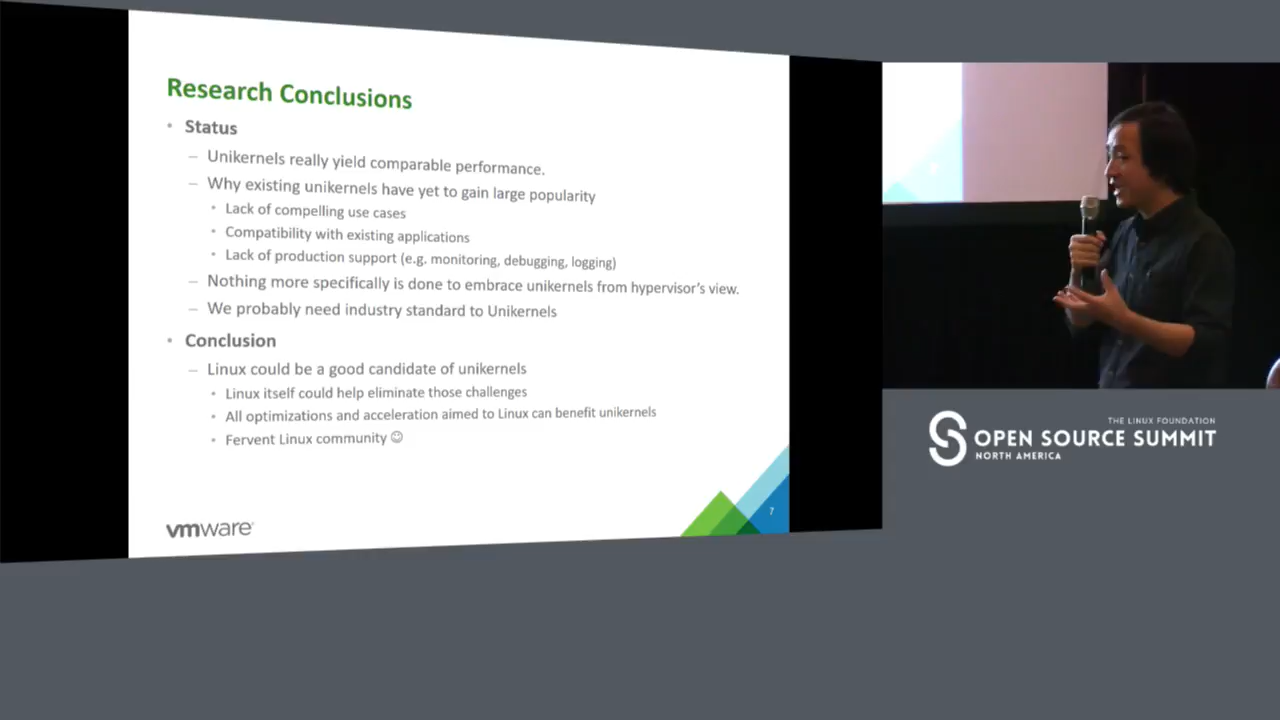 Research Conclusions
• Status
– Unikernels really yield comparable performance.
– Why existing unikernels have yet to gain large popularity
• Lack of compelling use cases
• Compatibility with existing applications
• Lack of production support (e.g. monitoring, debugging, logging)
– Nothing more specifically is done to embrace unikernels from hypervisor's view.
– We probably need industry standard to Unikernels
• Conclusion
– Linux could be a good candidate of unikernels
• Linux itself could help eliminate those challenges
• All optimizations and acceleration aimed to Linux can benefit unikernels
• Fervent Linux community ☺
vmware®
7
THE LINUX FOUNDATION
OPEN SOURCE SUMMIT
NORTH AMERICA